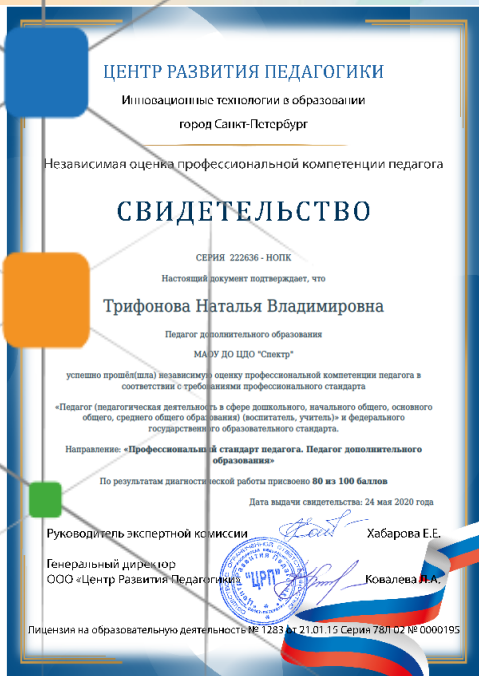 ЦЕНТР РАЗВИТИЯ ПЕДАГОГИКИ
Инновационные технологии в образовании
город Санкт-Петербург
Независимая оценка профессиональной компетенции педагога
СВИДЕТЕЛЬСТВО
СЕРИЯ 222636 - НОПК
Настоящий документ подтверждает, что
Трифонова Наталья Владимировна
Педагог дополнительного образования
МАОУ ДО ЦДО "Спектр"
успешно прошёл(шла) независимую оценку профессиональной компетенции педагога в
соответствии с требованиями профессионального стандарта
«Педагог (педагогическая деятельность в сфере дошкольного, начального общего, основного
общего, среднего общего образования) (воспитатель, учитель)» и федерального
государственного образовательного стандарта.
Направление: «Профессиональный стандарт педагога. Педагог дополнительного
образования»
По результатам диагностической работы присвоено 80 из 100 баллов
Дата выдачи свидетельства: 24 мая 2020 года
Руководитель экспертной комиссии Хабарова Е.Е.
Генеральный директор
ООО «Центр Развития Педагогики» Ковалева Л.А.
"ЦРП"
Лицензия на образовательную деятельность № 1283 от 21.01.15 Серия 78Л 02 № 0000195